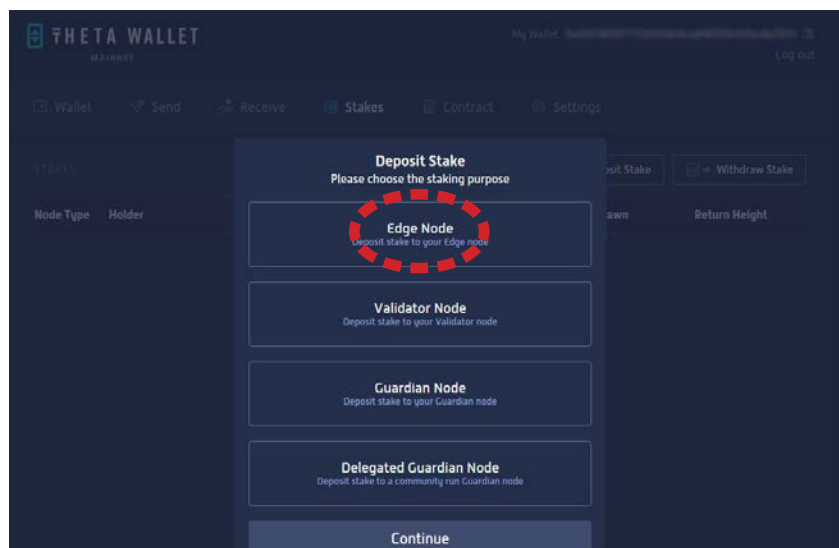 THETA WALLET
MAINNET
My Wallet:
Log out
Wallet Send Receive Stakes Contract Settings
STAKES
Stake Withdraw Stake
Node Type Holder Return Height
Deposit Stake
Please choose the staking purpose
Edge Node
Deposit stake to your Edge node
Validator Node
Deposit stake to your Validator node
Guardian Node
Deposit stake to your Guardian node
Delegated Guardian Node
Deposit stake to a community run Guardian node
Continue